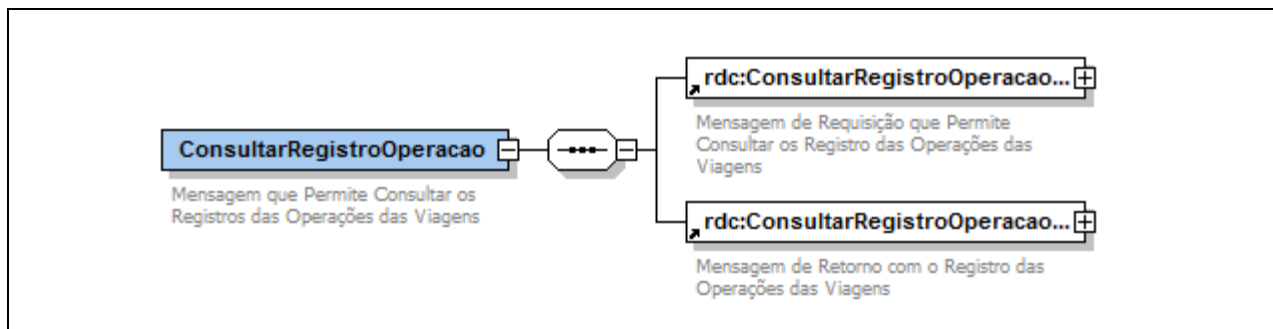 rdc:ConsultarRegistroOperacao...
Mensagem de Requisição que Permite
Consultar os Registro das Operações das
Viagens
ConsultarRegistroOperacao
Mensagem que Permite Consultar os
Registros das Operações das Viagens
rdc:ConsultarRegistroOperacao...
Mensagem de Retorno com o Registro das
Operações das Viagens